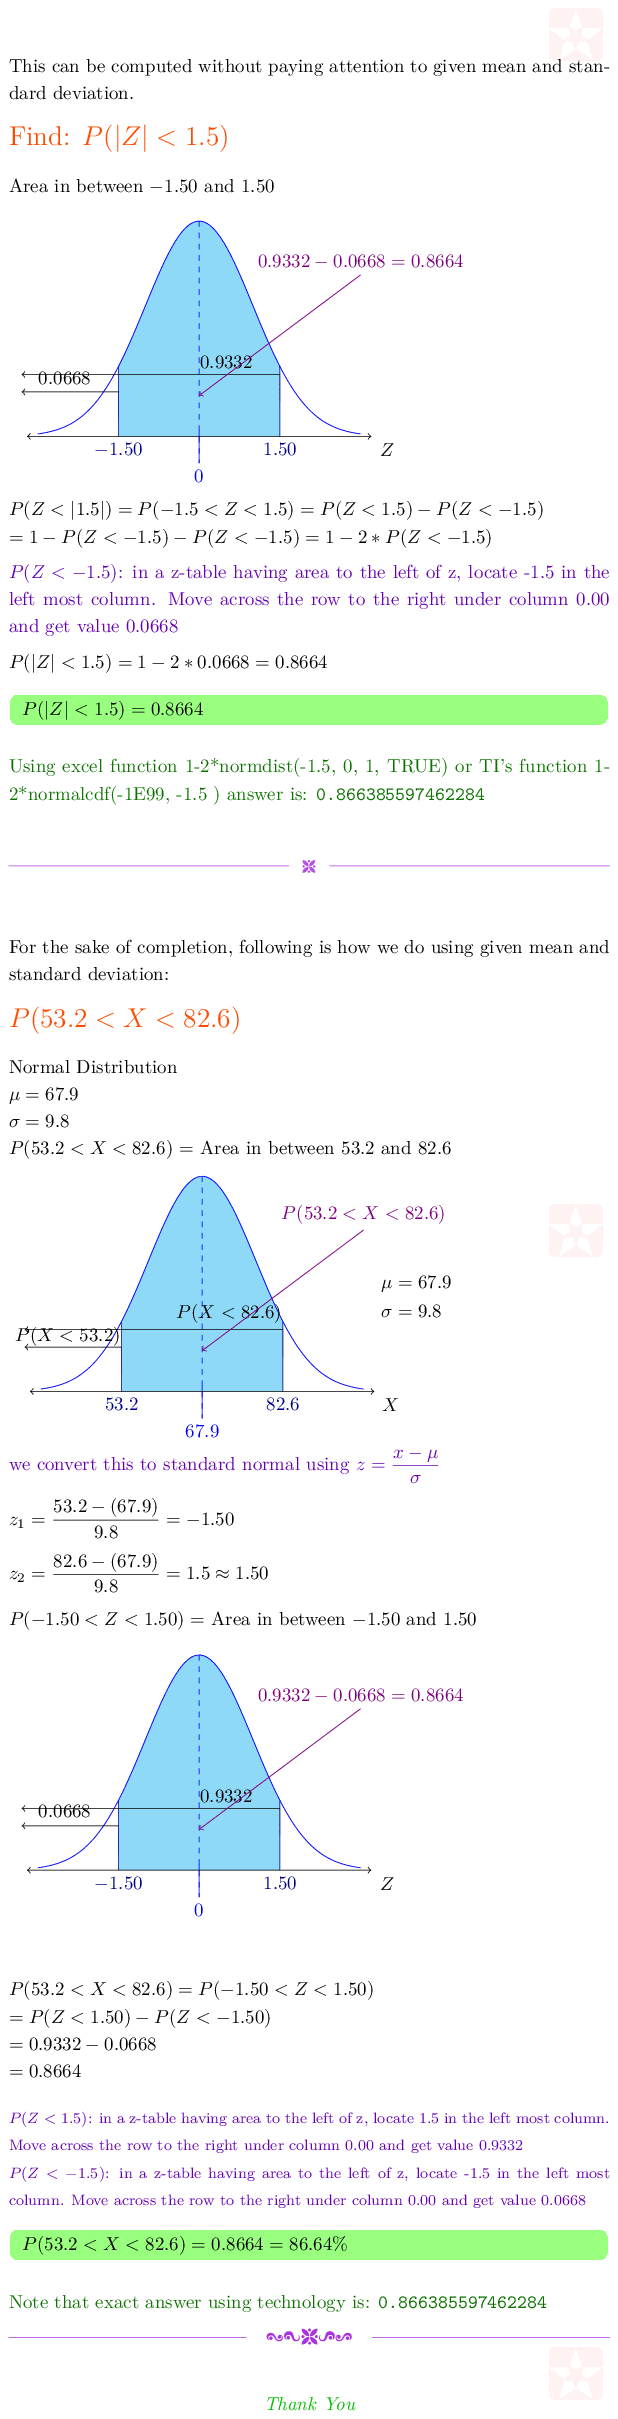 This can be computed without paying attention to given mean and stan-
dard deviation.
Find: P(|Z| < 1.5)
Area in between −1.50 and 1.50
0.9332 − 0.0668 = 0.8664
0.9332
0.0668
−1.50
1.50
Z
0
P(Z < |1.5|) = P(−1.5 < Z < 1.5) = P(Z < 1.5) − P(Z < −1.5)
= 1 − P(Z < −1.5) − P(Z < −1.5) = 1 − 2 ∗ P(Z < −1.5)
P(Z < −1.5): in a z-table having area to the left of z, locate -1.5 in the
left most column. Move across the row to the right under column 0.00
and get value 0.0668
P(|Z| < 1.5) = 1 − 2 ∗ 0.0668 = 0.8664
P(|Z| < 1.5) = 0.8664
Using excel function 1-2*normdist(-1.5, 0, 1, TRUE) or TI's function 1-
2*normalcdf(-1E99, -1.5 ) answer is: 0.866385597462284
For the sake of completion, following is how we do using given mean and
standard deviation:
P(53.2 < X < 82.6)
Normal Distribution
μ = 67.9
σ = 9.8
P(53.2 < X < 82.6) = Area in between 53.2 and 82.6
P(53.2 < X < 82.6)
μ = 67.9
σ = 9.8
P(X < 82.6)
P(X < 53.2)
53.2
82.6
X
67.9
we convert this to standard normal using z = (x − μ)/σ
z₁ = (53.2 − (67.9))/9.8 = −1.50
z₂ = (82.6 − (67.9))/9.8 = 1.5 ≈ 1.50
P(−1.50 < Z < 1.50) = Area in between −1.50 and 1.50
0.9332 − 0.0668 = 0.8664
0.9332
0.0668
−1.50
1.50
Z
0
P(53.2 < X < 82.6) = P(−1.50 < Z < 1.50)
= P(Z < 1.50) − P(Z < −1.50)
= 0.9332 − 0.0668
= 0.8664
P(Z < 1.5): in a z-table having area to the left of z, locate 1.5 in the left most column.
Move across the row to the right under column 0.00 and get value 0.9332
P(Z < −1.5): in a z-table having area to the left of z, locate -1.5 in the left most
column. Move across the row to the right under column 0.00 and get value 0.0668
P(53.2 < X < 82.6) = 0.8664 = 86.64%
Note that exact answer using technology is: 0.866385597462284
Thank You